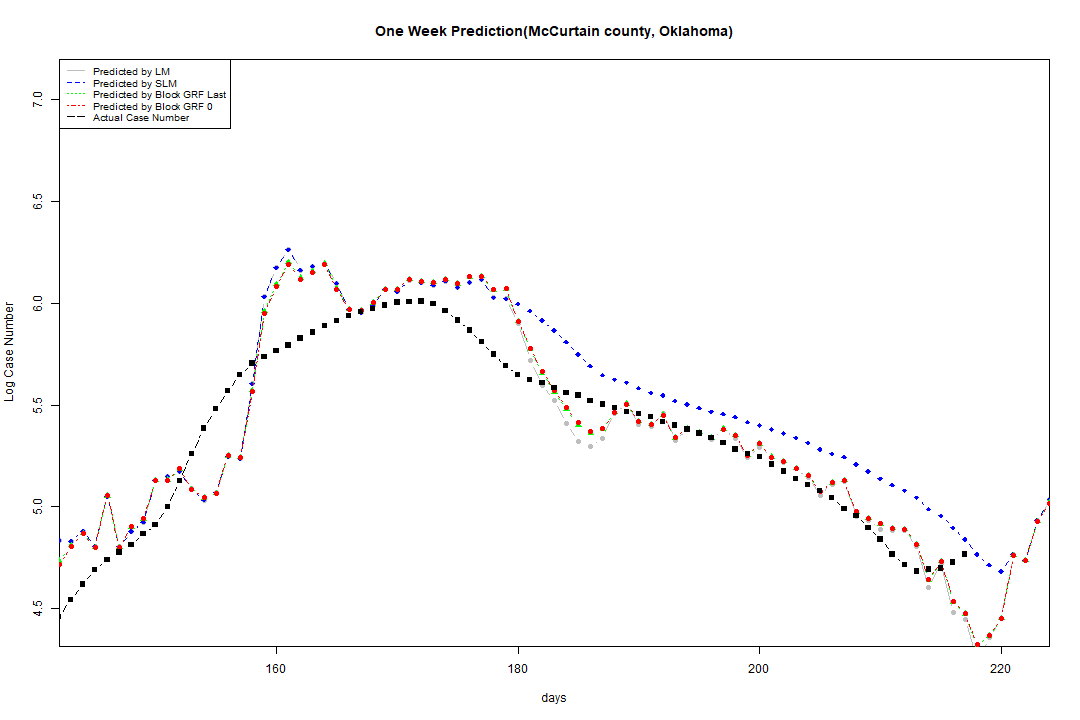 One Week Prediction(McCurtain county, Oklahoma)
Predicted by LM
Predicted by SLM
Predicted by Block GRF Last
Predicted by Block GRF 0
Actual Case Number
7.0
6.5
6.0
5.5
5.0
4.5
Log Case Number
160 180 200 220
days